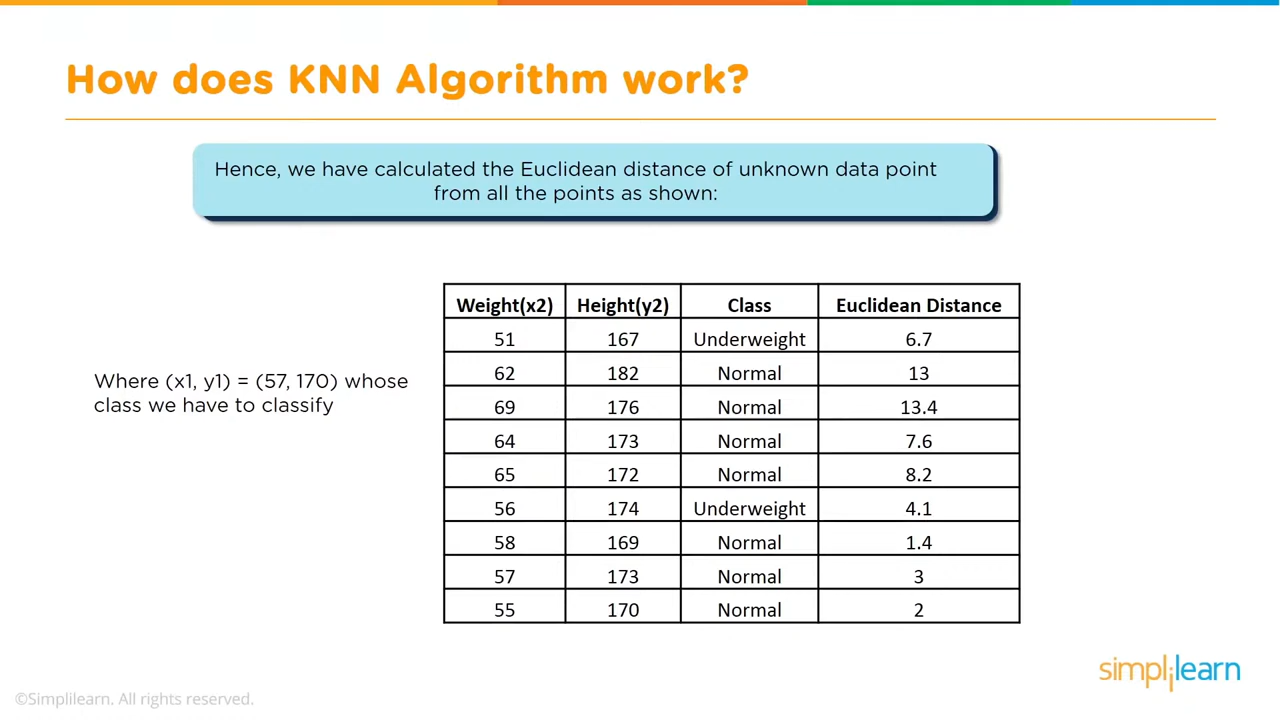 How does KNN Algorithm work?
Hence, we have calculated the Euclidean distance of unknown data point
from all the points as shown:
Where (x1, y1) = (57, 170) whose
class we have to classify
Weight(x2) Height(y2) Class Euclidean Distance
51 167 Underweight 6.7
62 182 Normal 13
69 176 Normal 13.4
64 173 Normal 7.6
65 172 Normal 8.2
56 174 Underweight 4.1
58 169 Normal 1.4
57 173 Normal 3
55 170 Normal 2
simplilearn
©Simplilearn. All rights reserved.